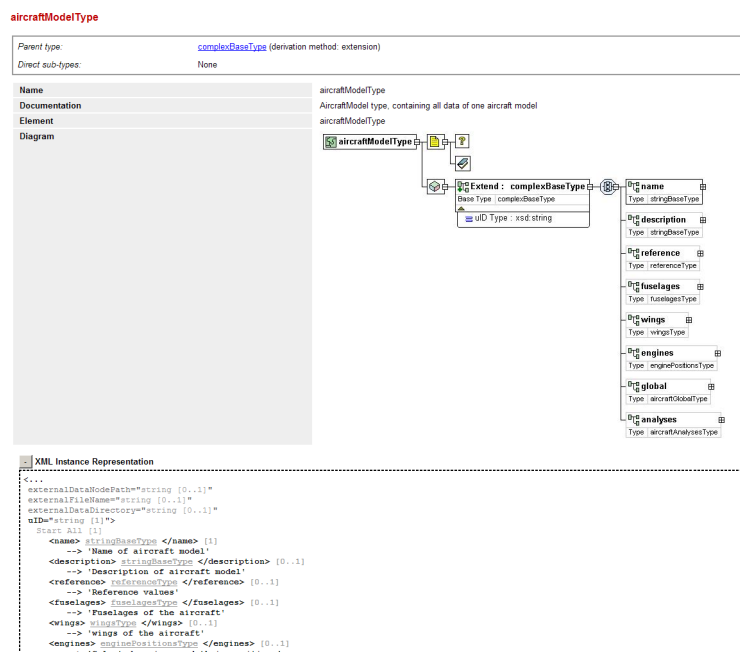 aircraftModelType
Parent type: complexBaseType (derivation method: extension)
Direct sub-types: None
Name aircraftModelType
Documentation AircraftModel type, containing all data of one aircraft model
Element aircraftModelType
Diagram
aircraftModelType
Extend : complexBaseType
Base Type complexBaseType
uID Type : xsd:string
name
Type stringBaseType
description
Type stringBaseType
reference
Type referenceType
fuselages
Type fuselagesType
wings
Type wingsType
engines
Type enginePositionsType
global
Type aircraftGlobalType
analyses
Type aircraftAnalysesType
- XML Instance Representation
<...
externalDataNodePath="string [0..1]"
externalFileName="string [0..1]"
externalDataDirectory="string [0..1]"
uID="string [1]">
Start All [1]
<name> stringBaseType </name> [1]
--> 'Name of aircraft model'
<description> stringBaseType </description> [0..1]
--> 'Description of aircraft model'
<reference> referenceType </reference> [0..1]
--> 'Reference values'
<fuselages> fuselagesType </fuselages> [0..1]
--> 'Fuselages of the aircraft'
<wings> wingsType </wings> [0..1]
--> 'wings of the aircraft'
<engines> enginePositionsType </engines> [0..1]